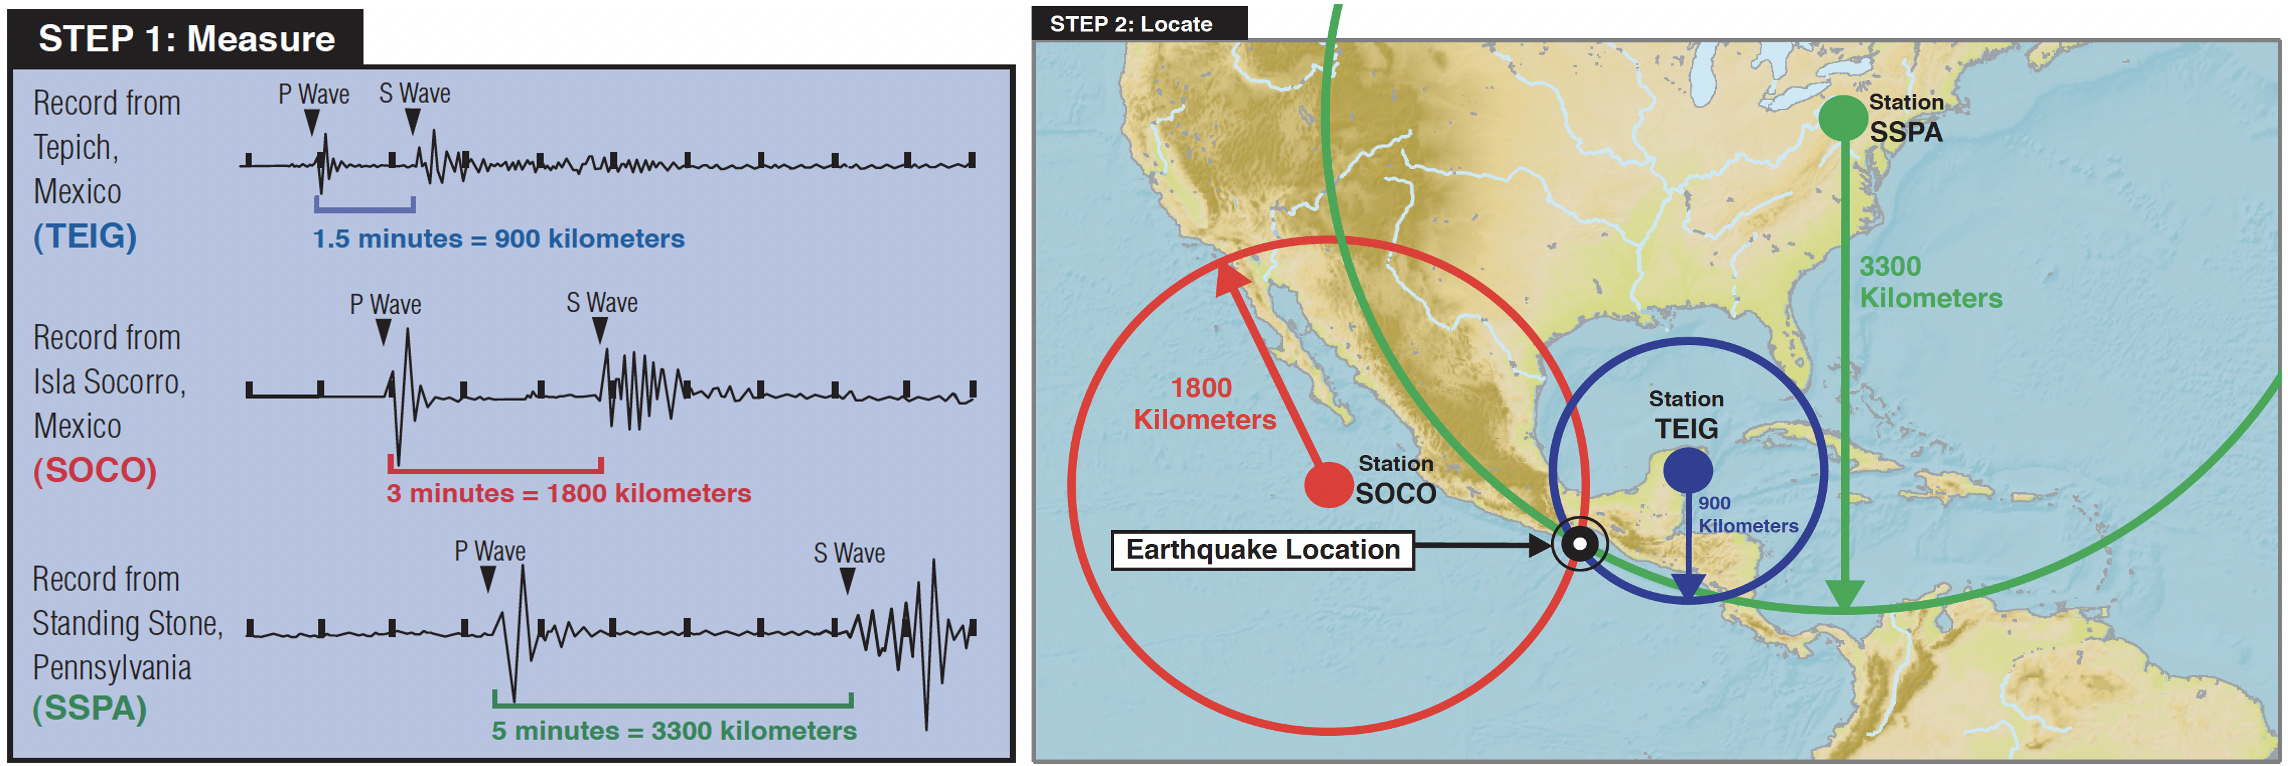 STEP 1: Measure
Record from
Tepich,
Mexico
(TEIG)
P Wave
S Wave
1.5 minutes = 900 kilometers
Record from
Isla Socorro,
Mexico
(SOCO)
P Wave
S Wave
3 minutes = 1800 kilometers
Record from
Standing Stone,
Pennsylvania
(SSPA)
P Wave
S Wave
5 minutes = 3300 kilometers
STEP 2: Locate
Station
SSPA
3300
Kilometers
1800
Kilometers
Station
TEIG
Station
SOCO
900
Kilometers
Earthquake Location